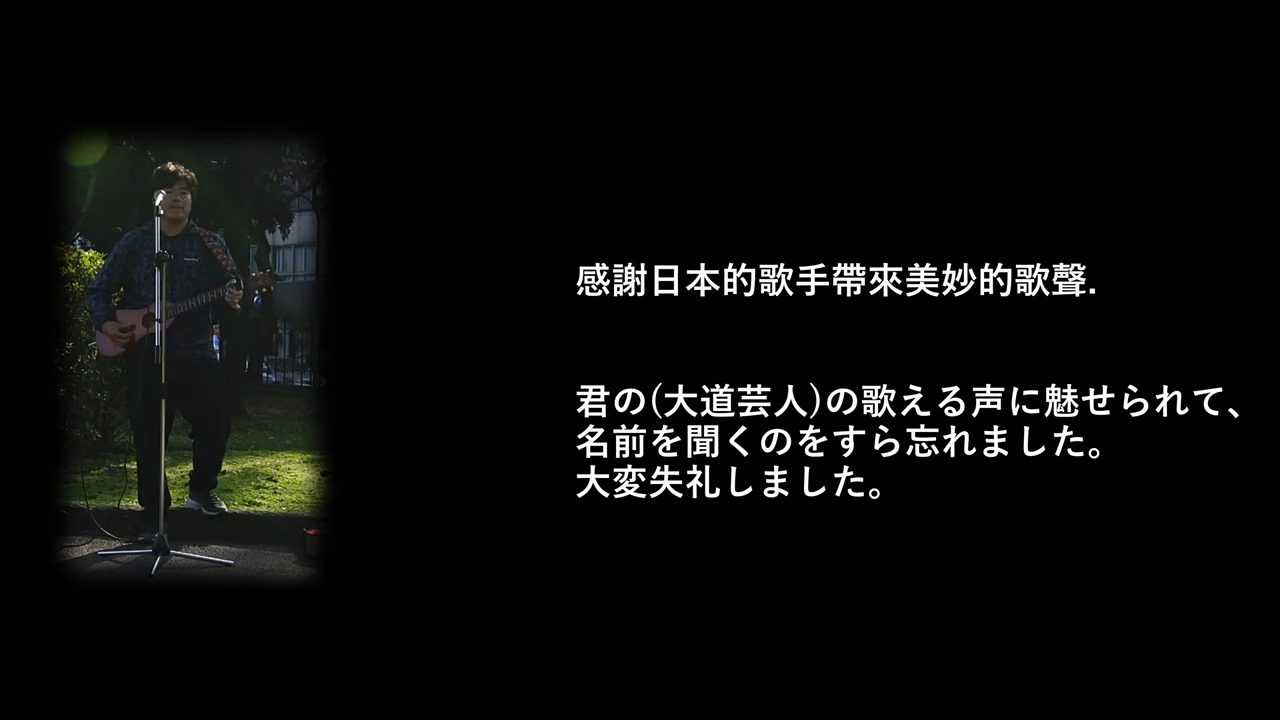 感謝日本的歌手帶來美妙的歌聲.
君の(大道芸人)の歌える声に魅せられて、
名前を聞くのをすら忘れました。
大変失礼しました。